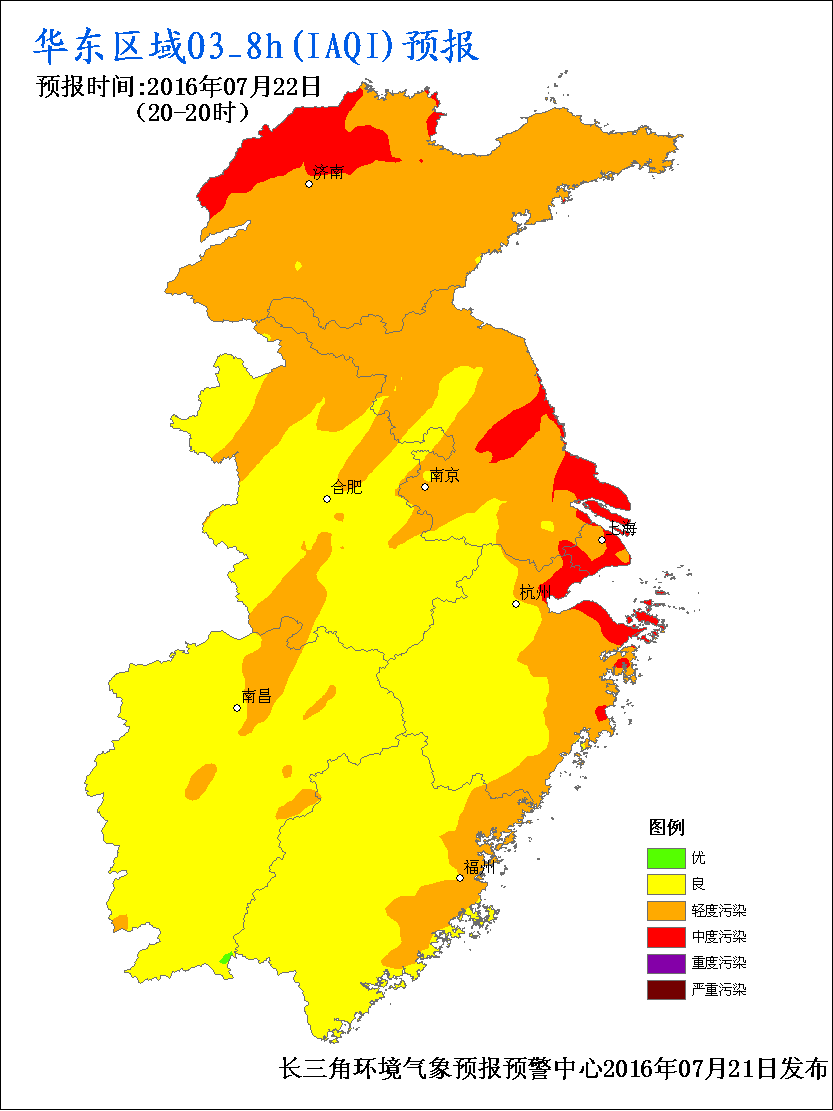 华东区域O3_8h(IAQI)预报
预报时间:2016年07月22日
(20-20时)
济南
南京
合肥
上海
杭州
南昌
福州
图例
优
良
轻度污染
中度污染
重度污染
严重污染
长三角环境气象预报预警中心2016年07月21日发布